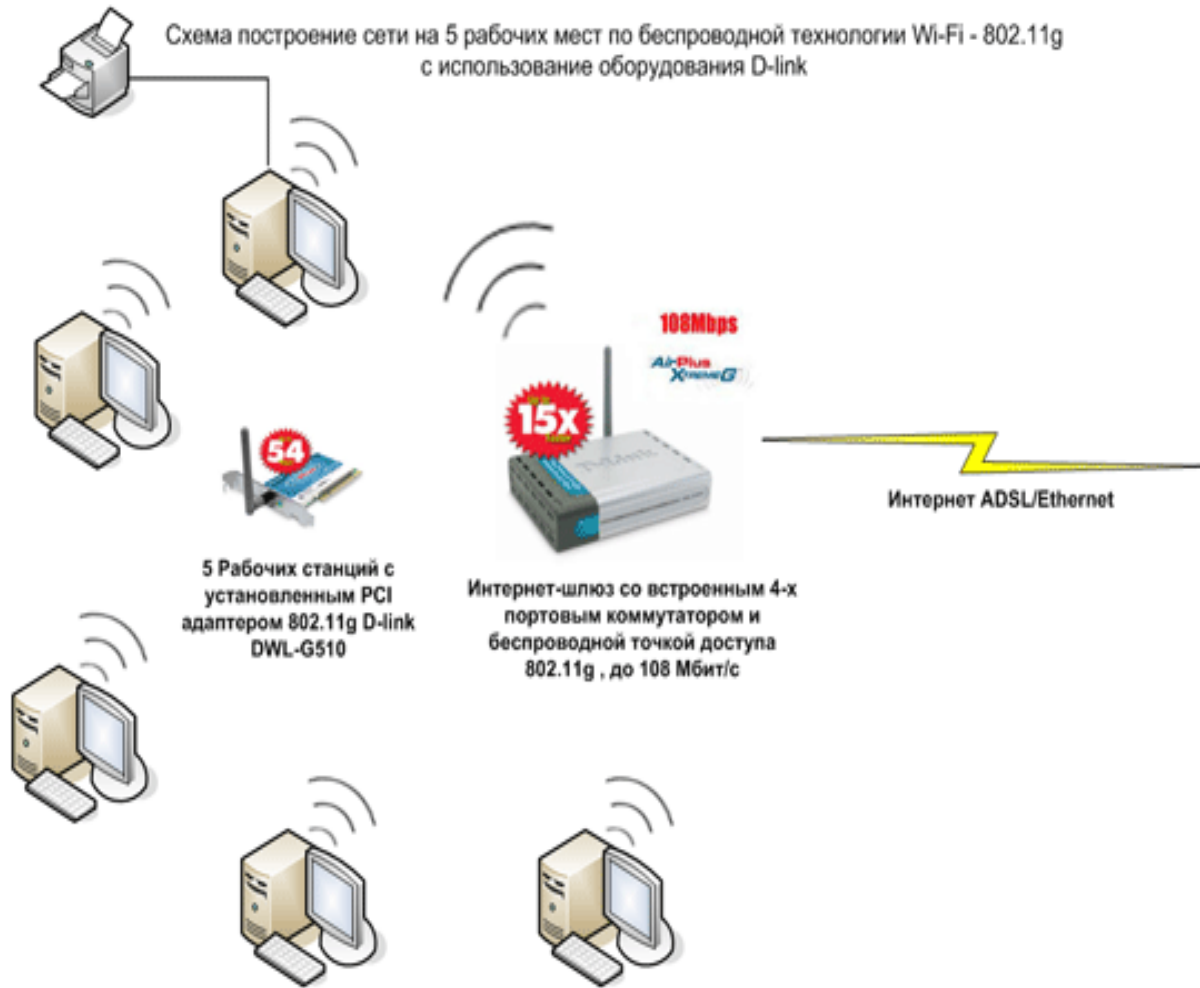 Схема построение сети на 5 рабочих мест по беспроводной технологии Wi-Fi - 802.11g
с использование оборудования D-link
108Mbps
AirPlus
XTREME G
15x
D-Link
54
Интернет ADSL/Ethernet
5 Рабочих станций с
установленным PCI
адаптером 802.11g D-link
DWL-G510
Интернет-шлюз со встроенным 4-х
портовым коммутатором и
беспроводной точкой доступа
802.11g , до 108 Мбит/с